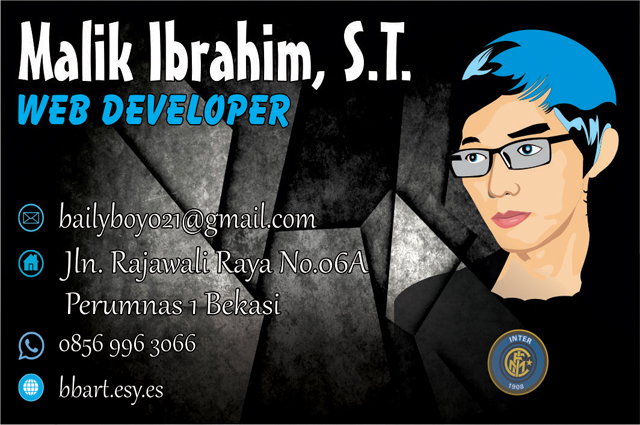 Malik Ibrahim, S.T.
WEB DEVELOPER
bailyboy021@gmail.com
Jln. Rajawali Raya No.06A
Perumnas 1 Bekasi
0856 996 3066
bbart.esy.es
INTER
1908